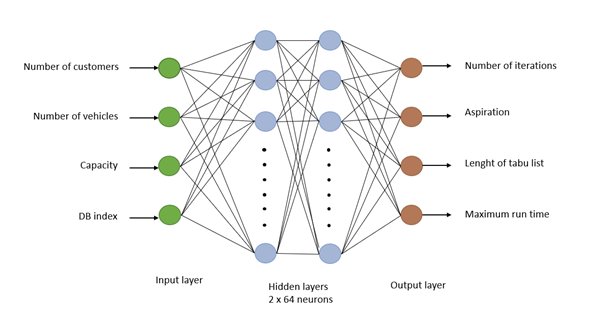 Number of customers
Number of vehicles
Capacity
DB index
Number of iterations
Aspiration
Lenght of tabu list
Maximum run time
Input layer
Hidden layers
2 x 64 neurons
Output layer